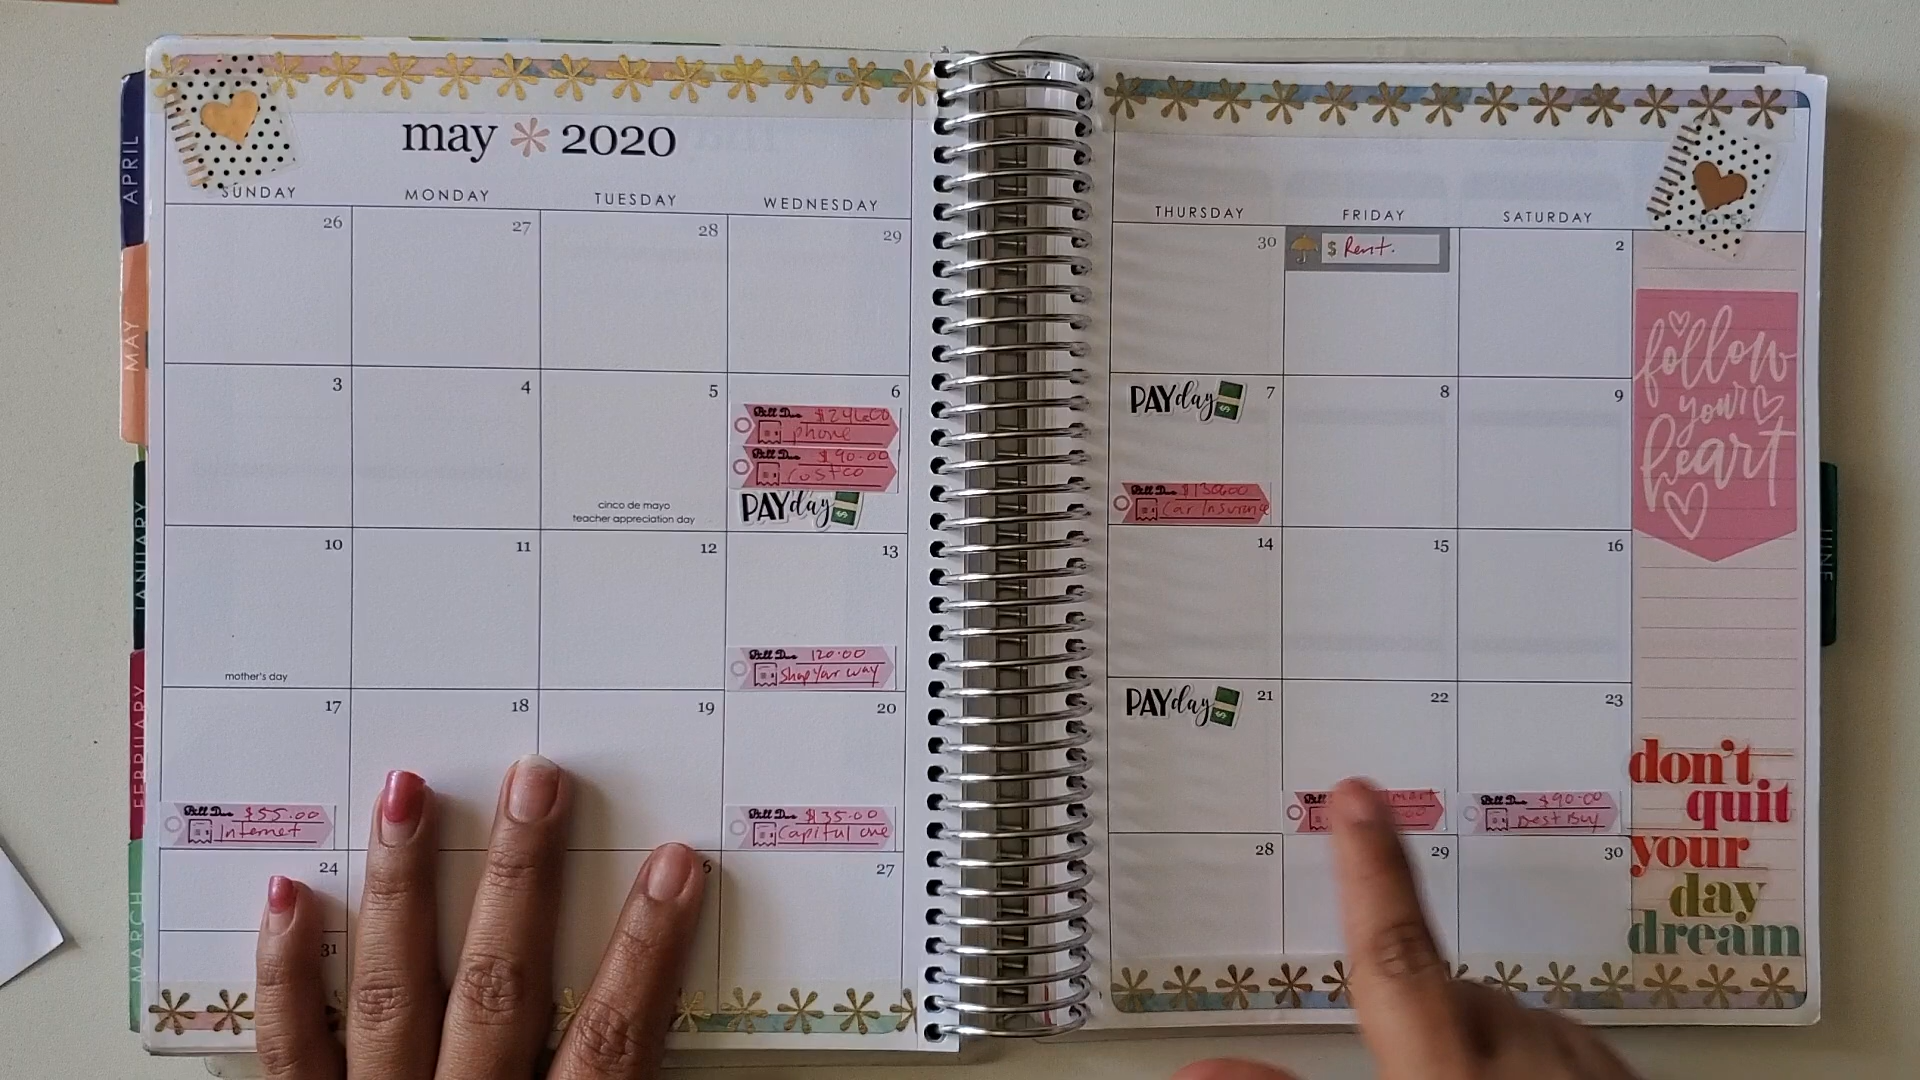 may * 2020
SUNDAY MONDAY TUESDAY WEDNESDAY
THURSDAY FRIDAY SATURDAY
26 27 28 29
30 $ Rent. 2
3 4 5 6
Bill Due
phone
Bill Due $90.00
Costco
PAYday $
cinco de mayo
teacher appreciation day
PAYday $ 7 8 9
Bill Due
Car Insurance
10 11 12 13
mother's day
Bill Due 120.00
Shop Your way
14 15 16
17 18 19 20
Bill Due $55.00
Internet
Bill Due $35.00
Capital one
PAYday $ 21 22 23
Bill
Bill Due $90.00
Best Buy
24 27
31
28 29 30
follow
your
heart
don't
quit
your
day
dream
APRIL
MAY
JANUARY
FEBRUARY
MARCH
JUNE